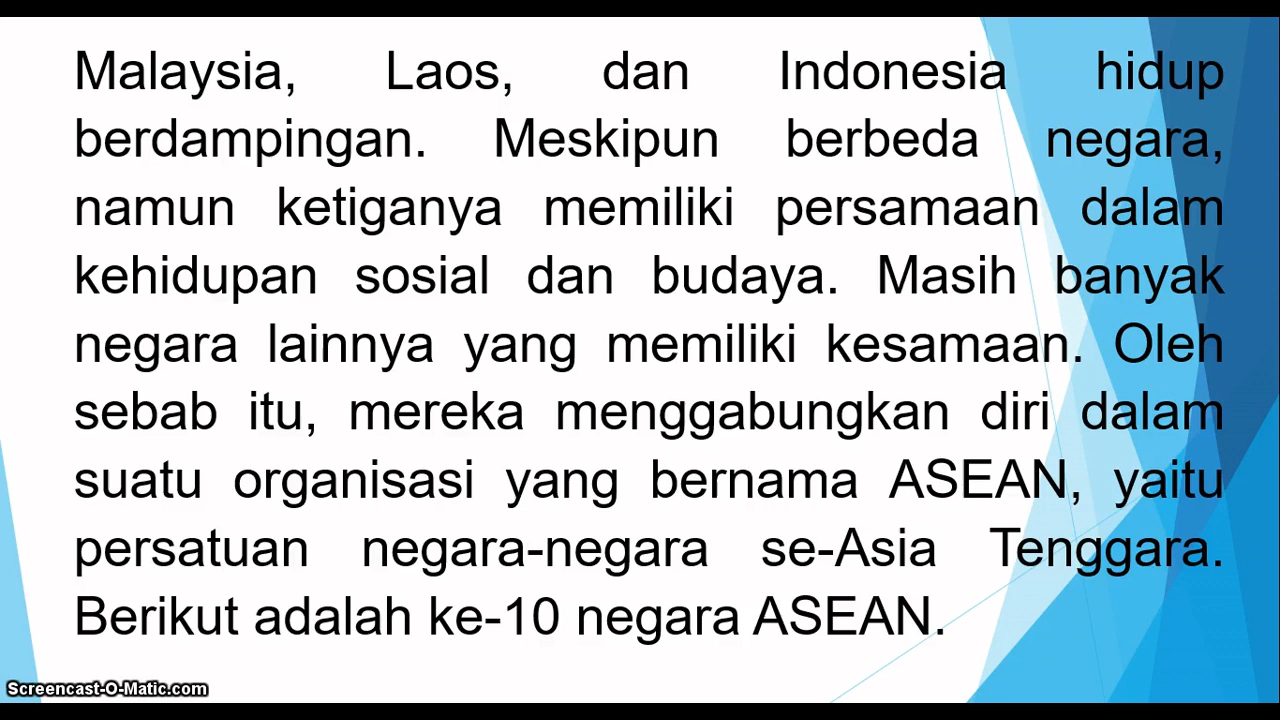 Malaysia, Laos, dan Indonesia hidup
berdampingan. Meskipun berbeda negara,
namun ketiganya memiliki persamaan dalam
kehidupan sosial dan budaya. Masih banyak
negara lainnya yang memiliki kesamaan. Oleh
sebab itu, mereka menggabungkan diri dalam
suatu organisasi yang bernama ASEAN, yaitu
persatuan negara-negara se-Asia Tenggara.
Berikut adalah ke-10 negara ASEAN.
Screencast-O-Matic.com